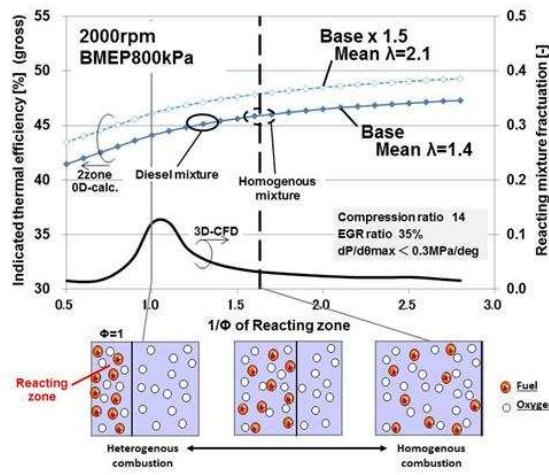 2000rpm
BMEP800kPa
Base x 1.5
Mean λ=2.1
Base
Mean λ=1.4
2zone
0D-calc.
Diesel mixture
Homogenous
mixture
3D-CFD
Compression ratio 14
EGR ratio 35%
dP/dθmax < 0.3MPa/deg
Indicated thermal efficiency [%] (gross)
55
50
45
40
35
30
Reacting mixture fractuation [-]
0.5
0.4
0.3
0.2
0.1
0.0
0.5
1.0
1.5
2.0
2.5
3.0
1/Φ of Reacting zone
Φ=1
Reacting
zone
Fuel
Oxygen
Heterogenous
combustion
Homogenous
combustion